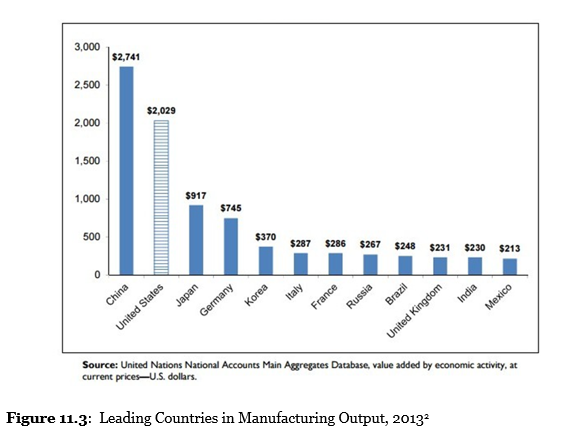 3,000
2,500
2,000
1,500
1,000
500
0
$2,741
$2,029
$917
$745
$370
$287
$286
$267
$248
$231
$230
$213
China
United States
Japan
Germany
Korea
Italy
France
Russia
Brazil
United Kingdom
India
Mexico
Source: United Nations National Accounts Main Aggregates Database, value added by economic activity, at
current prices—U.S. dollars.
Figure 11.3: Leading Countries in Manufacturing Output, 2013²